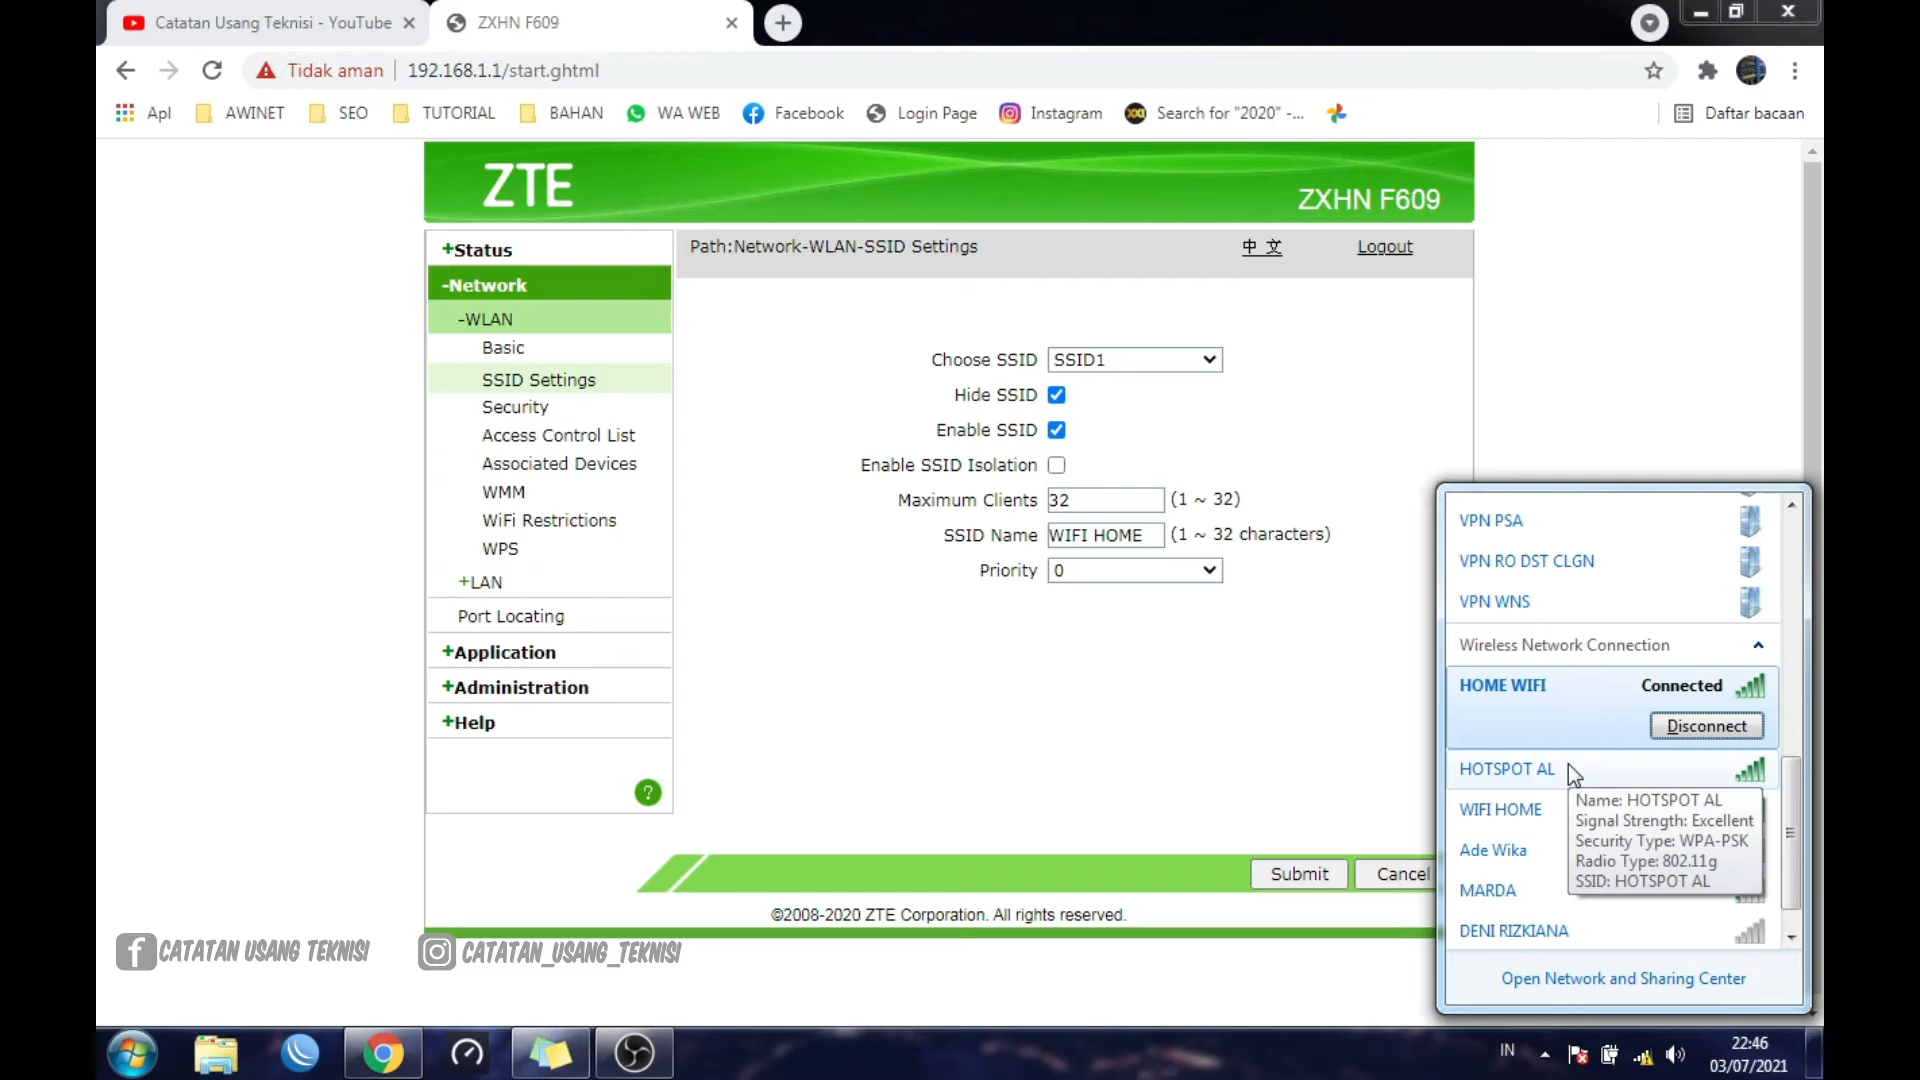 Catatan Usang Teknisi - YouTube
ZXHN F609
Tidak aman
192.168.1.1/start.ghtml
Apl
AWINET
SEO
TUTORIAL
BAHAN
WA WEB
Facebook
Login Page
Instagram
Search for "2020" -...
Daftar bacaan
ZTE
ZXHN F609
+Status
-Network
-WLAN
Basic
SSID Settings
Security
Access Control List
Associated Devices
WMM
WiFi Restrictions
WPS
+LAN
Port Locating
+Application
+Administration
+Help
?
Path:Network-WLAN-SSID Settings
中 文
Logout
Choose SSID SSID1
Hide SSID
Enable SSID
Enable SSID Isolation
Maximum Clients 32 (1 ~ 32)
SSID Name WIFI HOME (1 ~ 32 characters)
Priority 0
Submit
Cancel
©2008-2020 ZTE Corporation. All rights reserved.
VPN PSA
VPN RO DST CLGN
VPN WNS
Wireless Network Connection
HOME WIFI Connected
Disconnect
HOTSPOT AL
WIFI HOME
Ade Wika
MARDA
DENI RIZKIANA
Name: HOTSPOT AL
Signal Strength: Excellent
Security Type: WPA-PSK
Radio Type: 802.11g
SSID: HOTSPOT AL
Open Network and Sharing Center
CATATAN USANG TEKNISI
CATATAN_USANG_TEKNISI
IN
22:46
03/07/2021